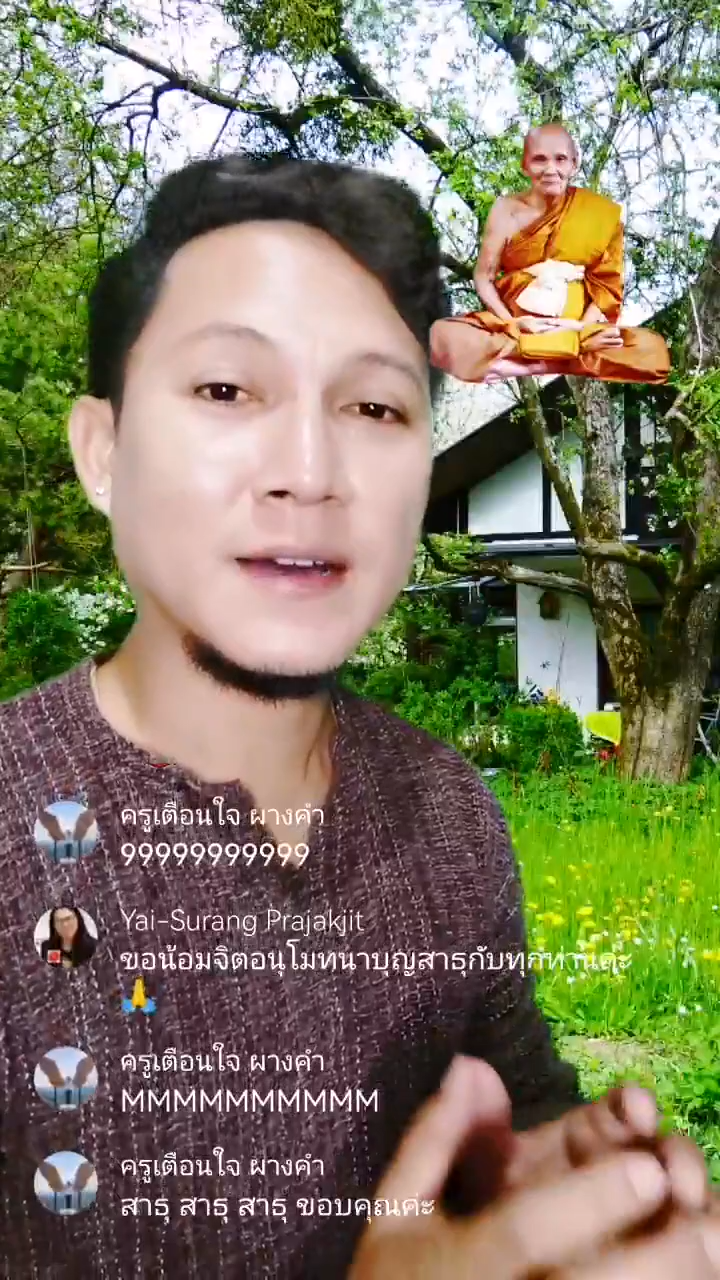 ครูเตือนใจ ผางคำ
99999999999
Yai-Surang Prajakjit
ขอน้อมจิตอนุโมทนาบุญสาธุกับทุกท่านค่ะ
🙏
ครูเตือนใจ ผางคำ
MMMMMMMMMM
ครูเตือนใจ ผางคำ
สาธุ สาธุ สาธุ ขอบคุณค่ะ